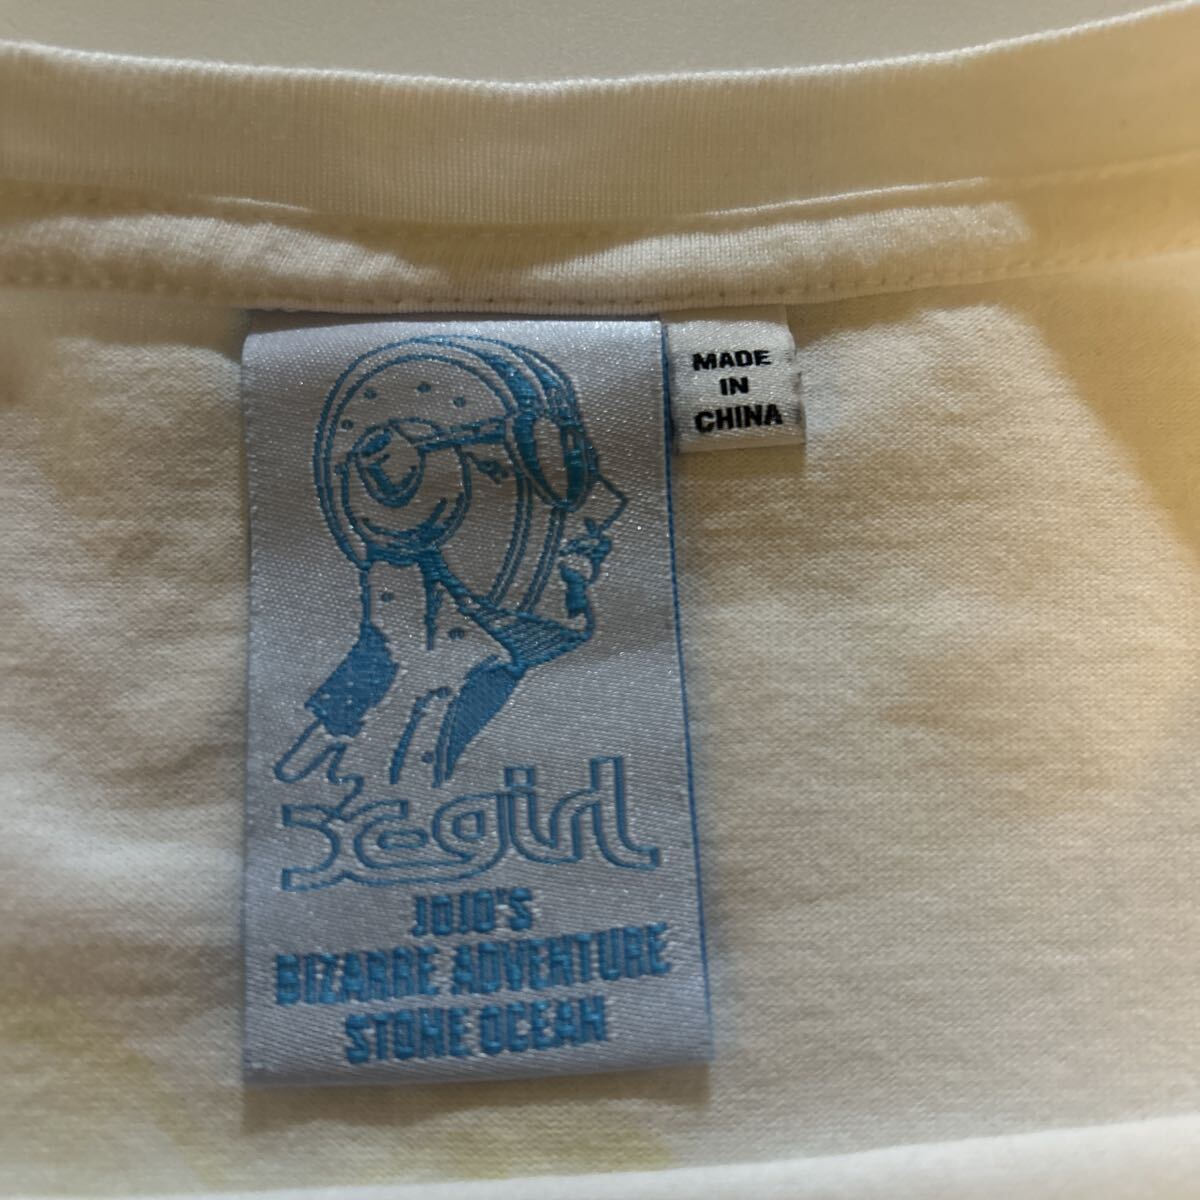 MADE
IN
CHINA
X-girl
JOJO'S
BIZARRE ADVENTURE
STONE OCEAN